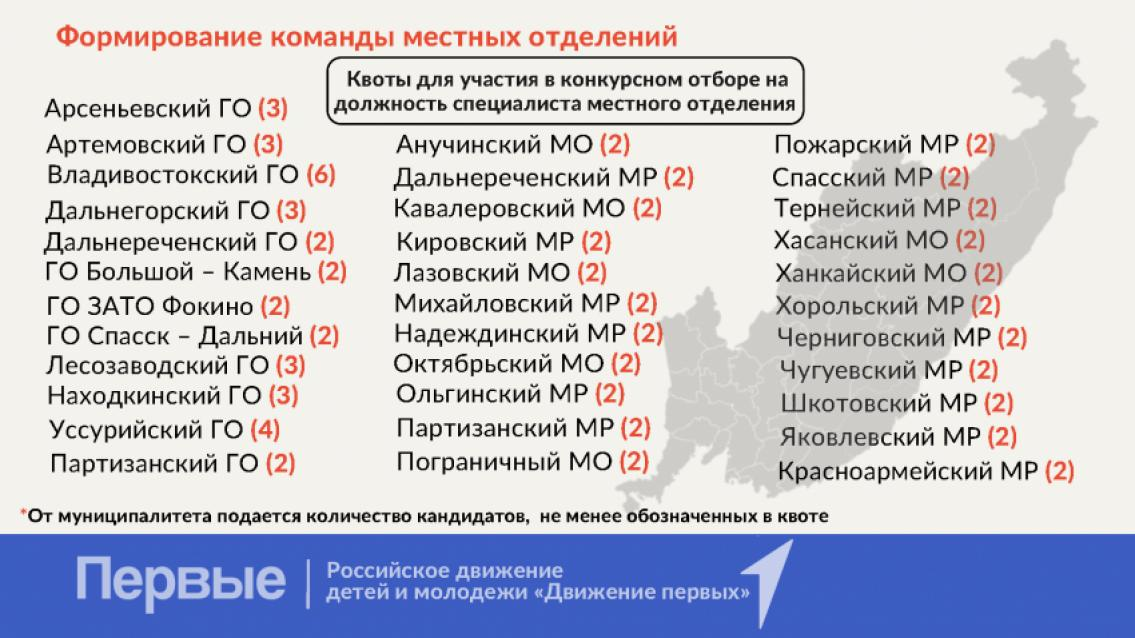 Формирование команды местных отделений
Квоты для участия в конкурсном отборе на
должность специалиста местного отделения
Арсеньевский ГО (3)
Артемовский ГО (3)
Владивостокский ГО (6)
Дальнегорский ГО (3)
Дальнереченский ГО (2)
ГО Большой – Камень (2)
ГО ЗАТО Фокино (2)
ГО Спасск – Дальний (2)
Лесозаводский ГО (3)
Находкинский ГО (3)
Уссурийский ГО (4)
Партизанский ГО (2)
Анучинский МО (2)
Дальнереченский МР (2)
Кавалеровский МО (2)
Кировский МР (2)
Лазовский МО (2)
Михайловский МР (2)
Надеждинский МР (2)
Октябрьский МО (2)
Ольгинский МР (2)
Партизанский МР (2)
Пограничный МО (2)
Пожарский МР (2)
Спасский МР (2)
Тернейский МР (2)
Хасанский МО (2)
Ханкайский МО (2)
Хорольский МР (2)
Черниговский МР (2)
Чугуевский МР (2)
Шкотовский МР (2)
Яковлевский МР (2)
Красноармейский МР (2)
*От муниципалитета подается количество кандидатов, не менее обозначенных в квоте
Первые
Российское движение
детей и молодежи «Движение первых»